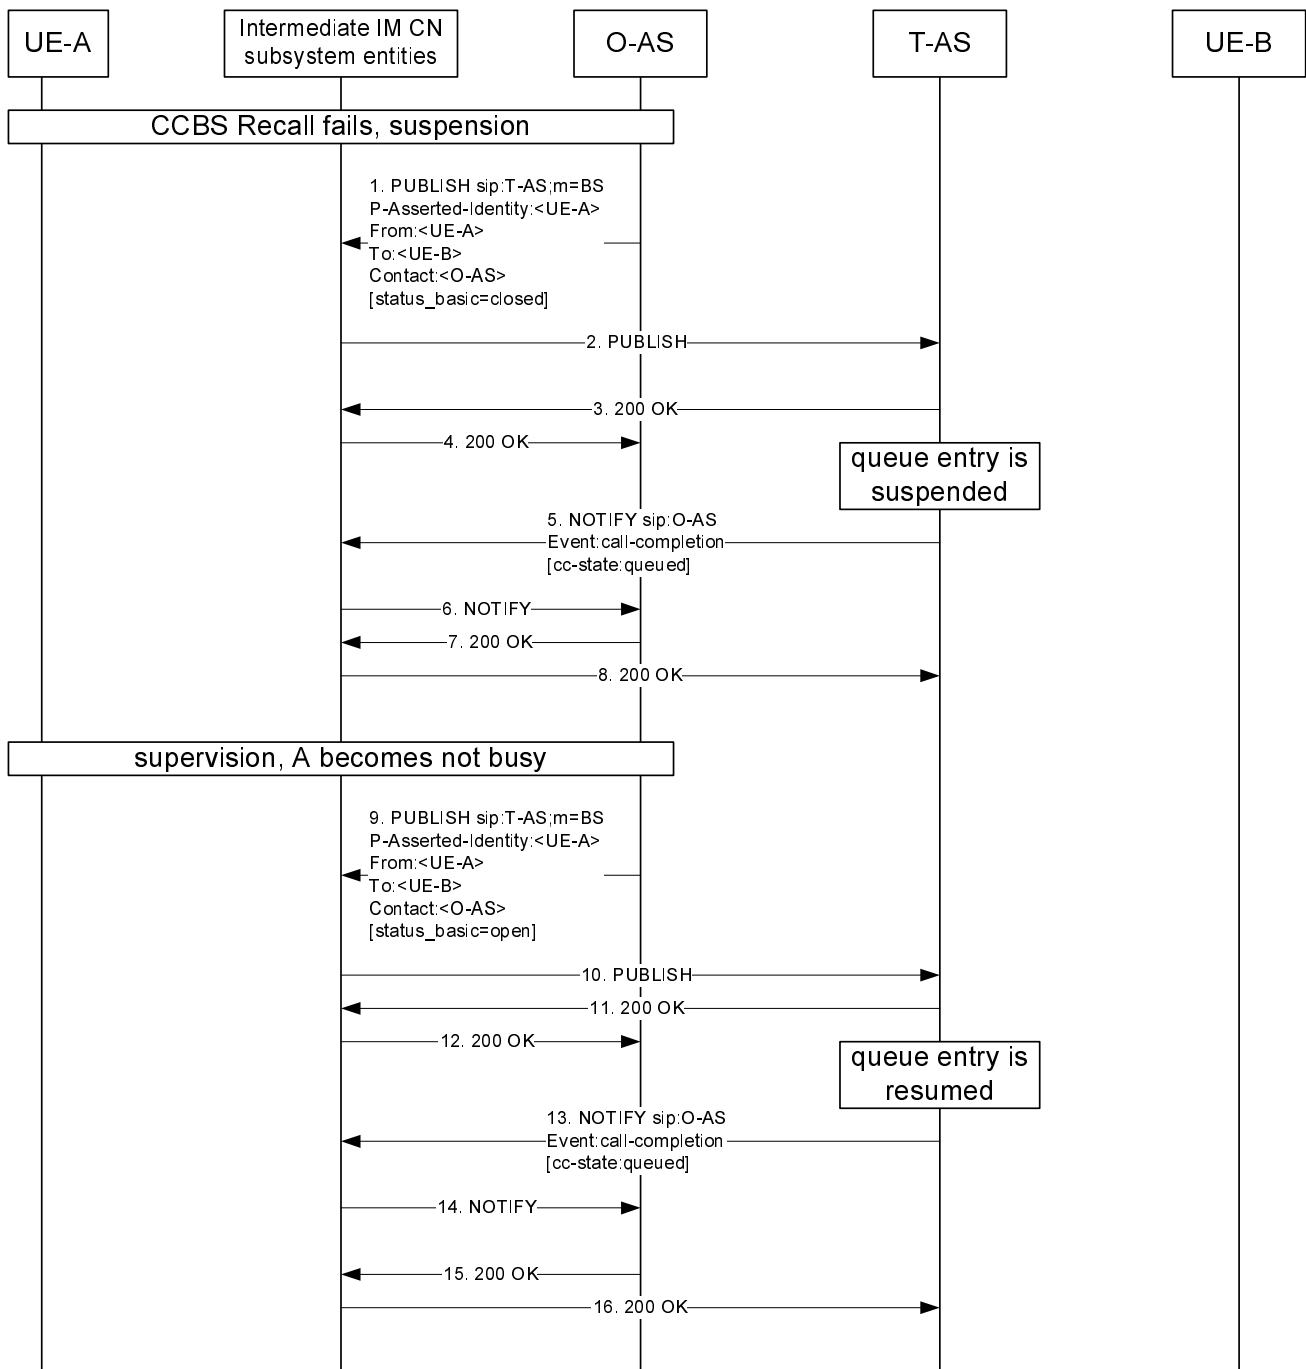 UE-A
Intermediate IM CN
subsystem entities
O-AS
T-AS
UE-B
CCBS Recall fails, suspension
1. PUBLISH sip:T-AS;m=BS
P-Asserted-Identity:<UE-A>
From:<UE-A>
To:<UE-B>
Contact:<O-AS>
[status_basic=closed]
2. PUBLISH
3. 200 OK
4. 200 OK
queue entry is
suspended
5. NOTIFY sip:O-AS
Event:call-completion
[cc-state:queued]
6. NOTIFY
7. 200 OK
8. 200 OK
supervision, A becomes not busy
9. PUBLISH sip:T-AS;m=BS
P-Asserted-Identity:<UE-A>
From:<UE-A>
To:<UE-B>
Contact:<O-AS>
[status_basic=open]
10. PUBLISH
11. 200 OK
12. 200 OK
queue entry is
resumed
13. NOTIFY sip:O-AS
Event:call-completion
[cc-state:queued]
14. NOTIFY
15. 200 OK
16. 200 OK